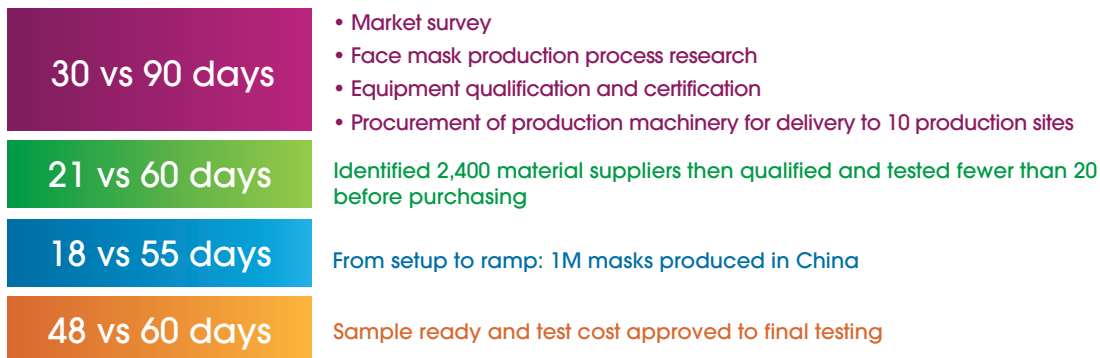 30 vs 90 days
• Market survey
• Face mask production process research
• Equipment qualification and certification
• Procurement of production machinery for delivery to 10 production sites
21 vs 60 days
Identified 2,400 material suppliers then qualified and tested fewer than 20
before purchasing
18 vs 55 days
From setup to ramp: 1M masks produced in China
48 vs 60 days
Sample ready and test cost approved to final testing